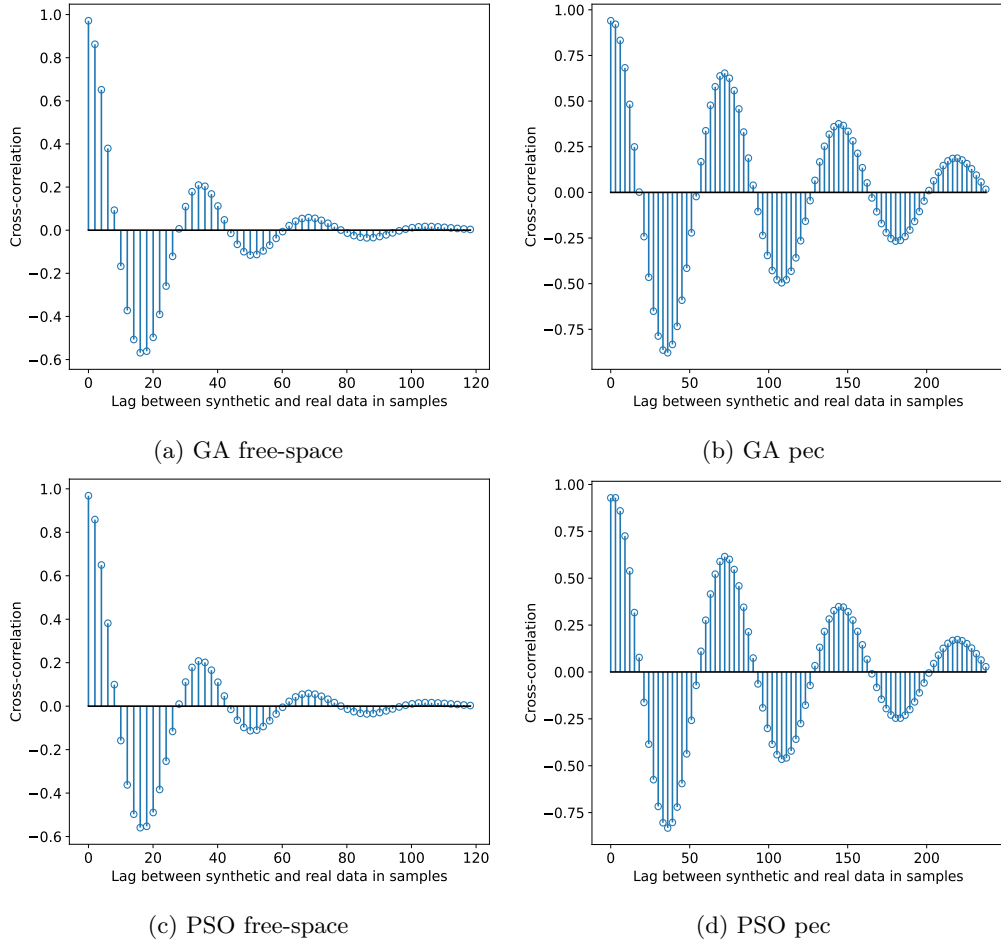 1.0
0.8
0.6
0.4
0.2
0.0
−0.2
−0.4
−0.6
Cross-correlation
0 20 40 60 80 100 120
Lag between synthetic and real data in samples
(a) GA free-space
1.00
0.75
0.50
0.25
0.00
−0.25
−0.50
−0.75
Cross-correlation
0 50 100 150 200
Lag between synthetic and real data in samples
(b) GA pec
1.0
0.8
0.6
0.4
0.2
0.0
−0.2
−0.4
−0.6
Cross-correlation
0 20 40 60 80 100 120
Lag between synthetic and real data in samples
(c) PSO free-space
1.00
0.75
0.50
0.25
0.00
−0.25
−0.50
−0.75
Cross-correlation
0 50 100 150 200
Lag between synthetic and real data in samples
(d) PSO pec